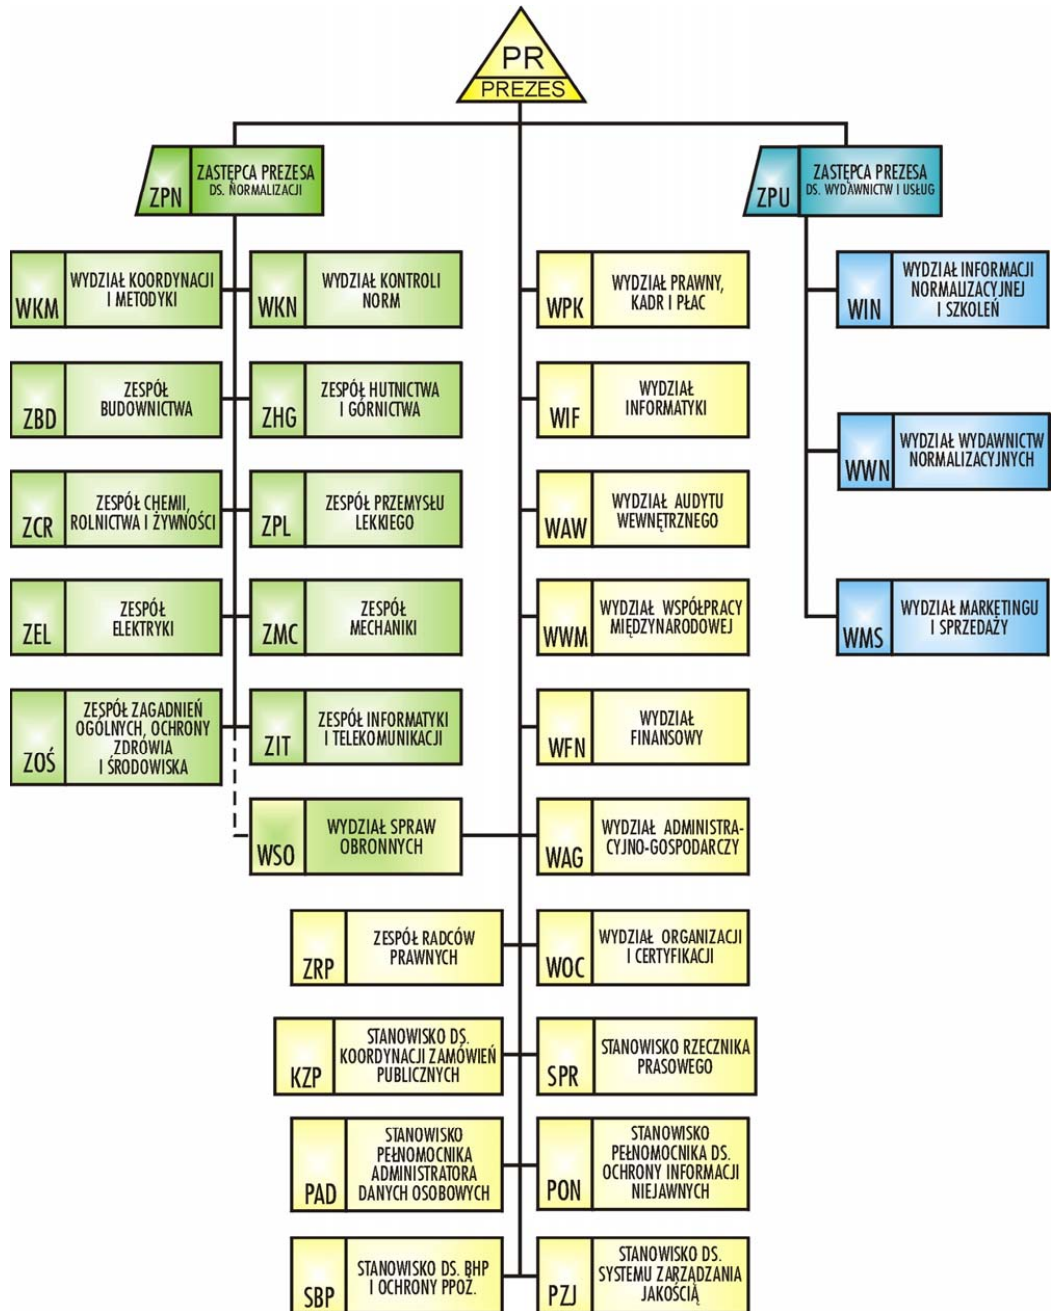 PR
PREZES
ZPN
ZASTĘPCA PREZESA
DS. NORMALIZACJI
ZPU
ZASTĘPCA PREZESA
DS. WYDAWNICTW I USŁUG
WKM
WYDZIAŁ KOORDYNACJI
I METODYKI
WKN
WYDZIAŁ KONTROLI
NORM
WPK
WYDZIAŁ PRAWNY,
KADR I PŁAC
WIN
WYDZIAŁ INFORMACJI
NORMALIZACYJNEJ
I SZKOLEŃ
ZBD
ZESPÓŁ
BUDOWNICTWA
ZHG
ZESPÓŁ HUTNICTWA
I GÓRNICTWA
WIF
WYDZIAŁ
INFORMATYKI
WWN
WYDZIAŁ WYDAWNICTW
NORMALIZACYJNYCH
ZCR
ZESPÓŁ CHEMII,
ROLNICTWA I ŻYWNOŚCI
ZPL
ZESPÓŁ PRZEMYSŁU
LEKKIEGO
WAW
WYDZIAŁ AUDYTU
WEWNĘTRZNEGO
ZEL
ZESPÓŁ
ELEKTRYKI
ZMC
ZESPÓŁ
MECHANIKI
WWM
WYDZIAŁ WSPÓŁPRACY
MIĘDZYNARODOWEJ
WMS
WYDZIAŁ MARKETINGU
I SPRZEDAŻY
ZOŚ
ZESPÓŁ ZAGADNIEŃ
OGÓLNYCH, OCHRONY
ZDRÓWIA
I ŚRODOWISKA
ZIT
ZESPÓŁ INFORMATYKI
I TELEKOMUNIKACJI
WFN
WYDZIAŁ
FINANSOWY
WSO
WYDZIAŁ SPRAW
OBRONNYCH
WAG
WYDZIAŁ ADMINISTRA-
CYJNO-GOSPODARCZY
ZRP
ZESPÓŁ RADCÓW
PRAWNYCH
WOC
WYDZIAŁ ORGANIZACJI
I CERTYFIKACJI
KZP
STANOWISKO DS.
KOORDYNACJI ZAMÓWIEŃ
PUBLICZNYCH
SPR
STANOWISKO RZECZNIKA
PRASOWEGO
PAD
STANOWISKO
PEŁNOMOCNIKA
ADMINISTRATORA
DANYCH OSOBOWYCH
PON
STANOWISKO
PEŁNOMOCNIKA DS.
OCHRONY INFORMACJI
NIEJAWNYCH
SBP
STANOWISKO DS. BHP
I OCHRONY PPOŻ.
PZJ
STANOWISKO DS.
SYSTEMU ZARZĄDZANIA
JAKOŚCIĄ